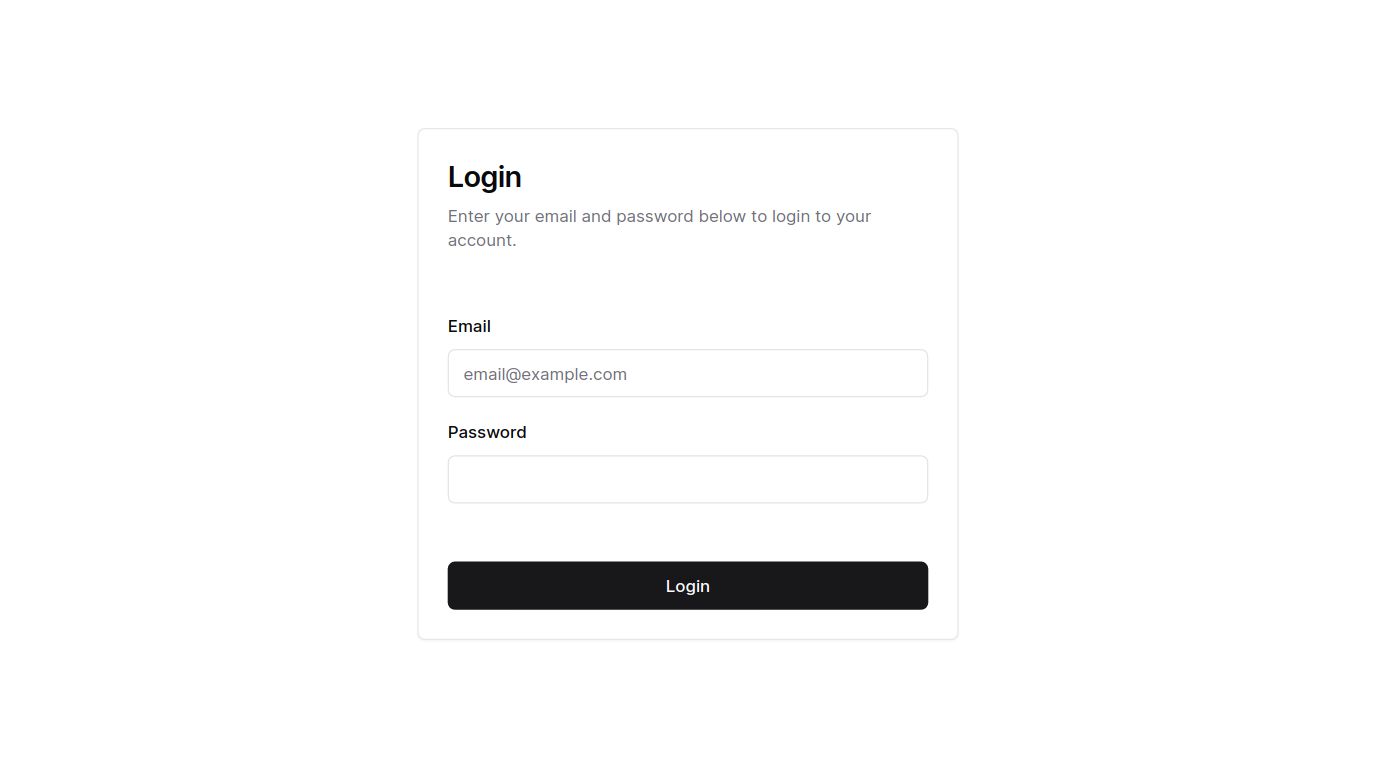 Login
Enter your email and password below to login to your
account.
Email
email@example.com
Password
Login